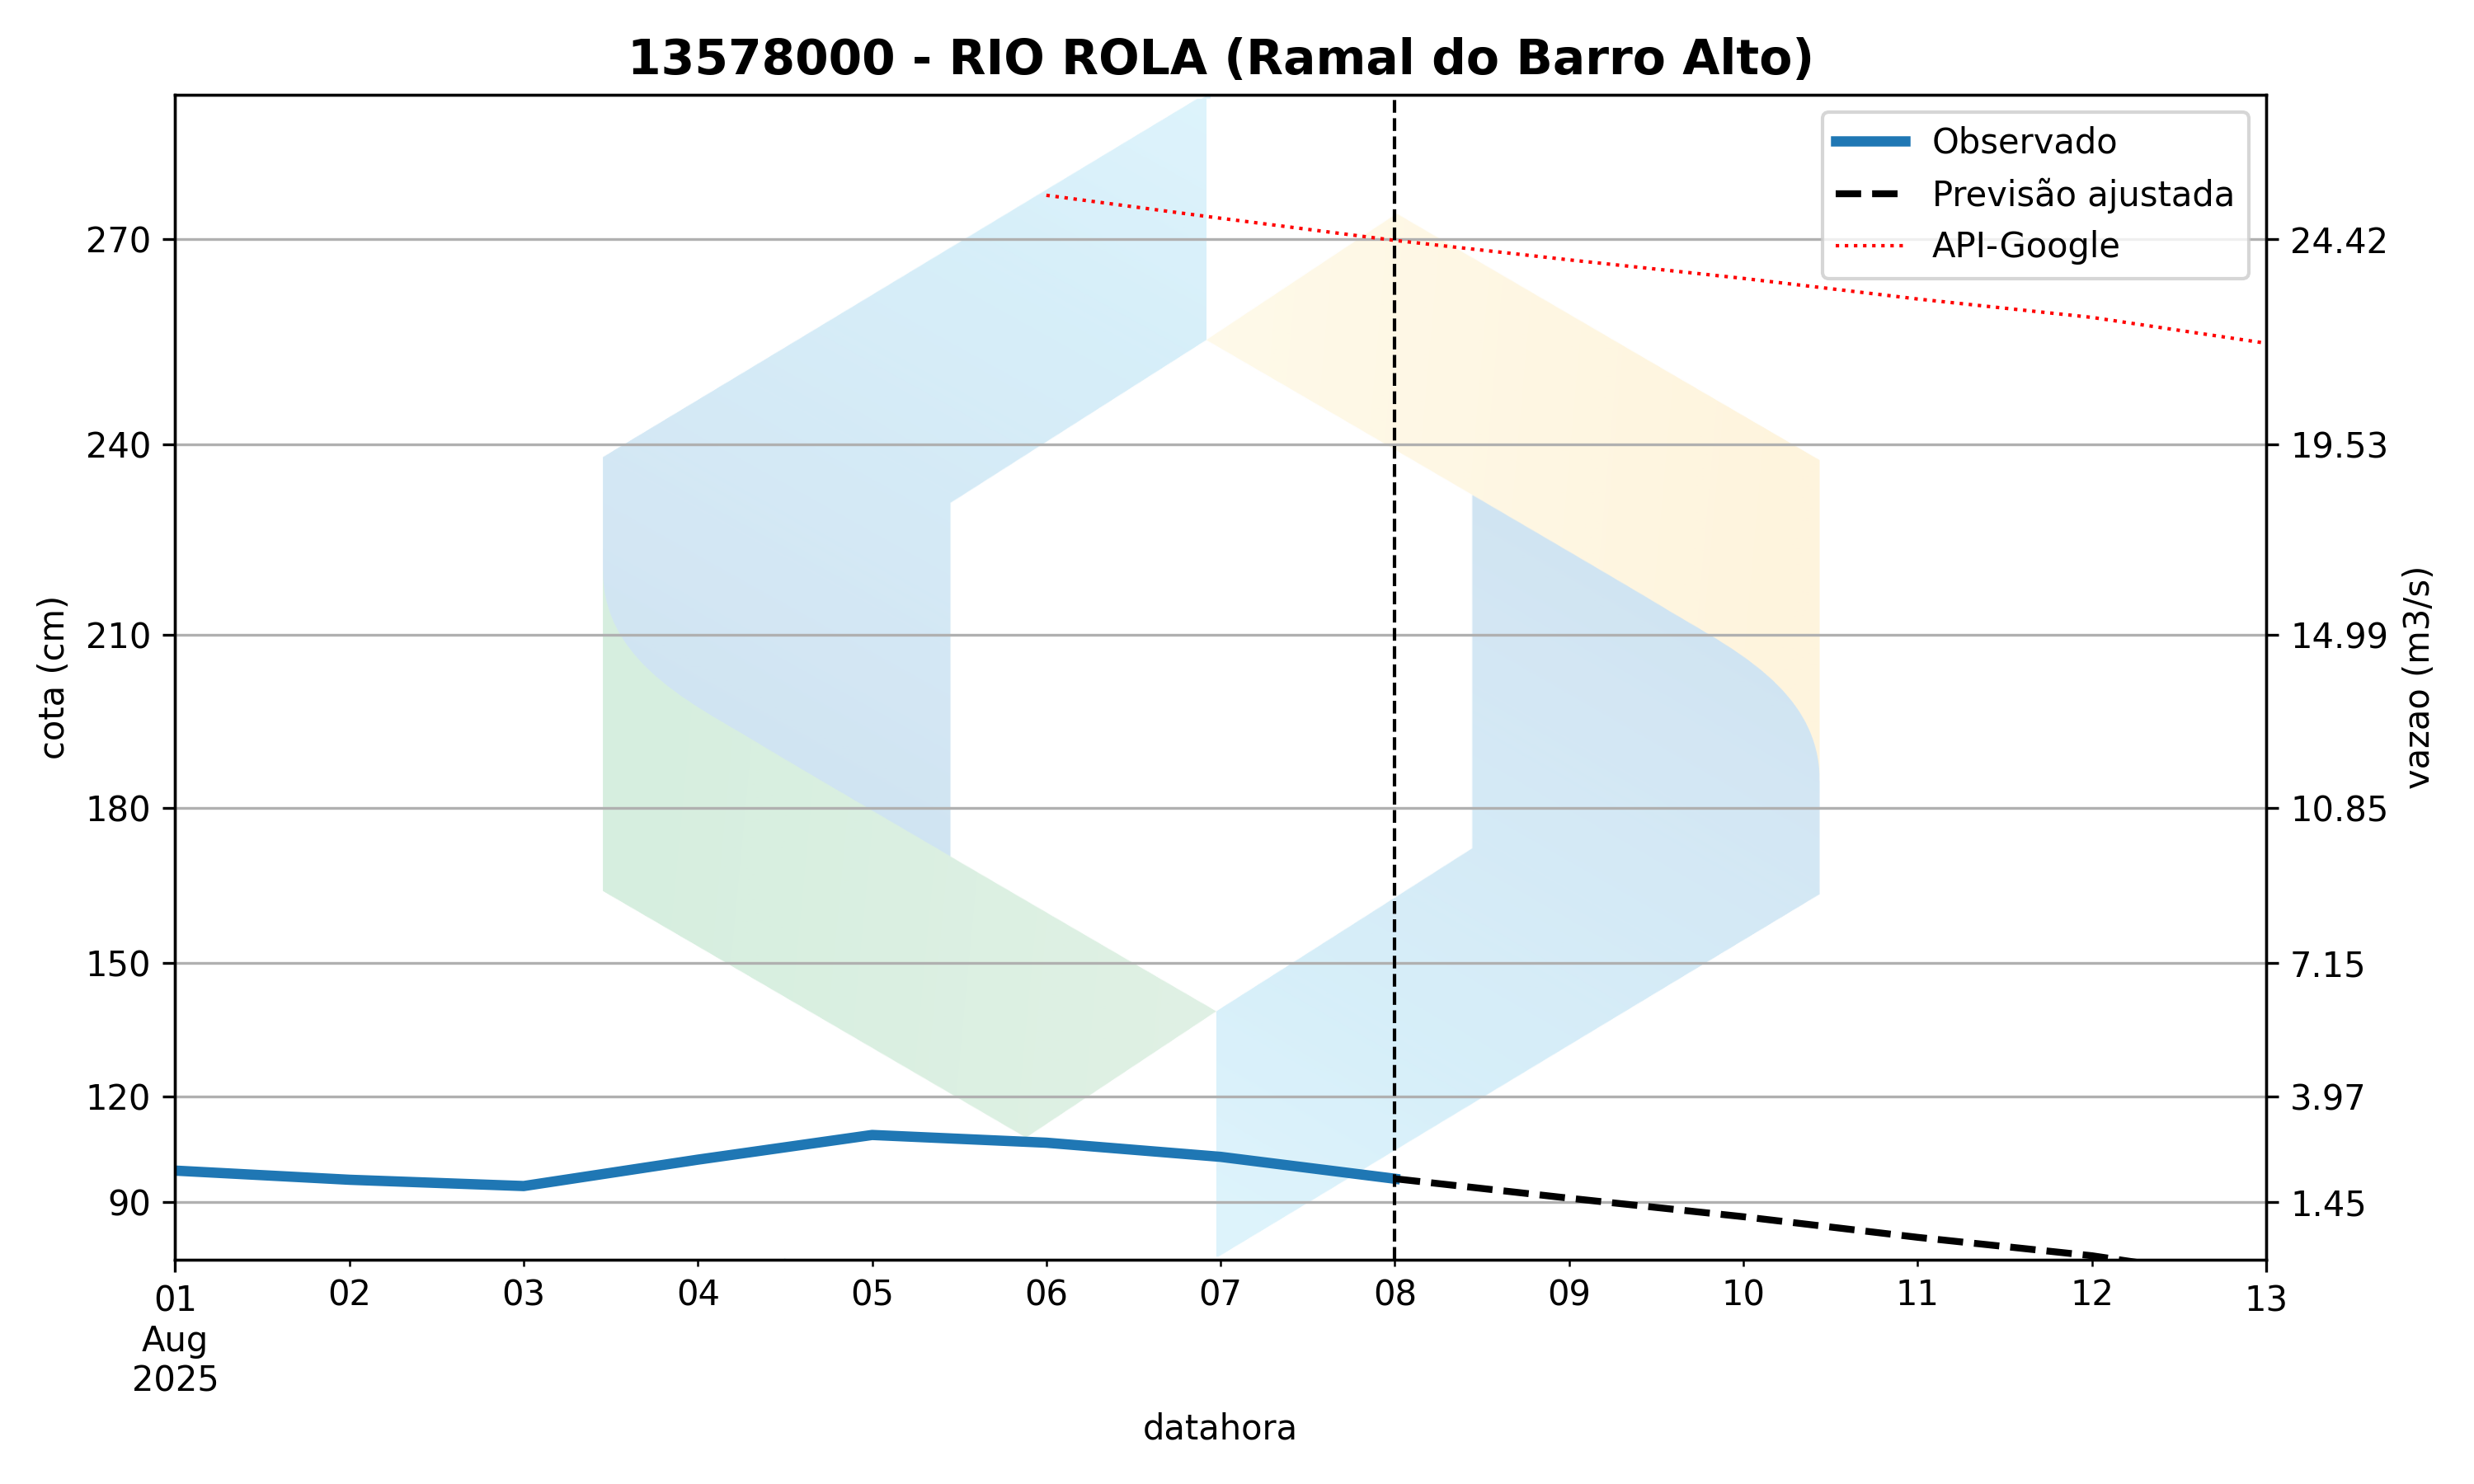 13578000 - RIO ROLA (Ramal do Barro Alto)
Observado
Previsão ajustada
API-Google
cota (cm)
270
240
210
180
150
120
90
24.42
19.53
14.99
10.85
7.15
3.97
1.45
vazao (m3/s)
01 02 03 04 05 06 07 08 09 10 11 12 13
Aug
2025
datahora